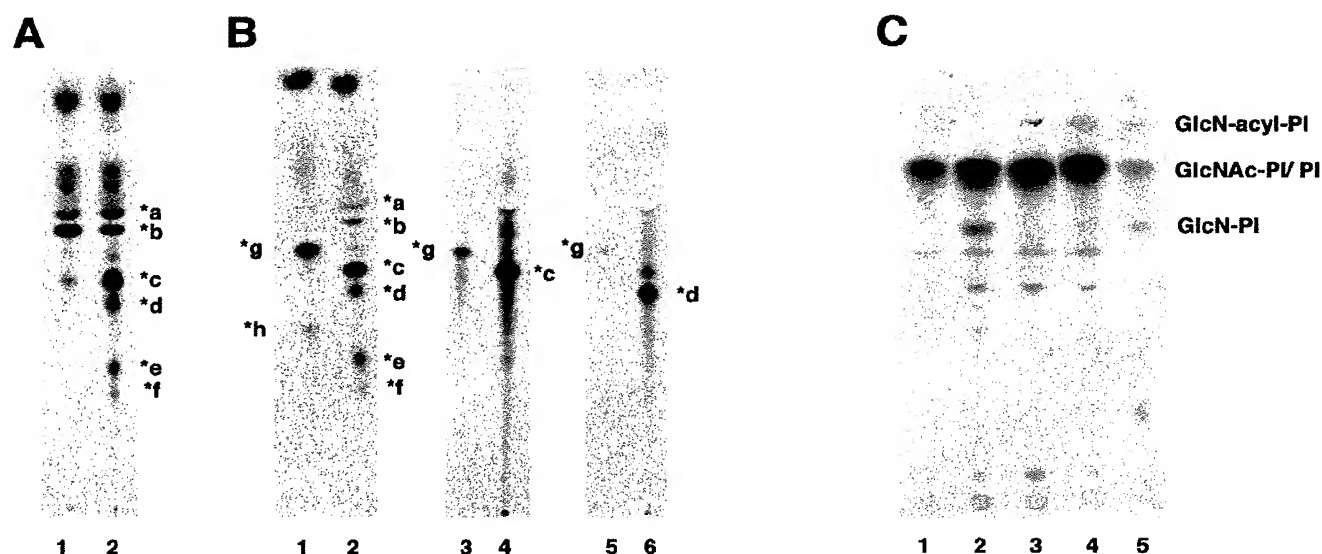 A
B
C
*a
*b
*c
*d
*e
*f
*g
*h
*a
*b
*c
*d
*e
*f
*g
*c
*g
*d
GlcN-acyl-PI
GlcNAc-PI/ PI
GlcN-PI
1 2
1 2 3 4 5 6
1 2 3 4 5